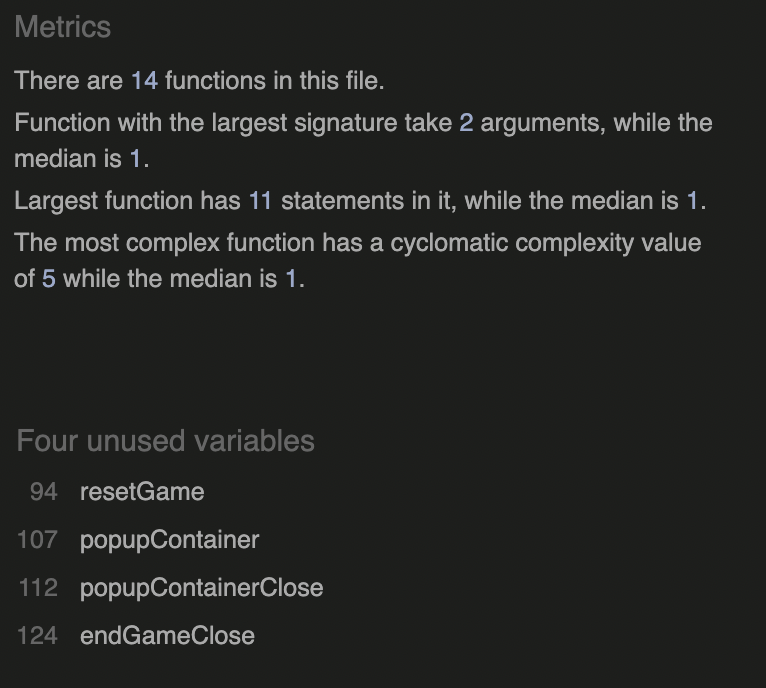 Metrics
There are 14 functions in this file.
Function with the largest signature take 2 arguments, while the
median is 1.
Largest function has 11 statements in it, while the median is 1.
The most complex function has a cyclomatic complexity value
of 5 while the median is 1.
Four unused variables
94 resetGame
107 popupContainer
112 popupContainerClose
124 endGameClose